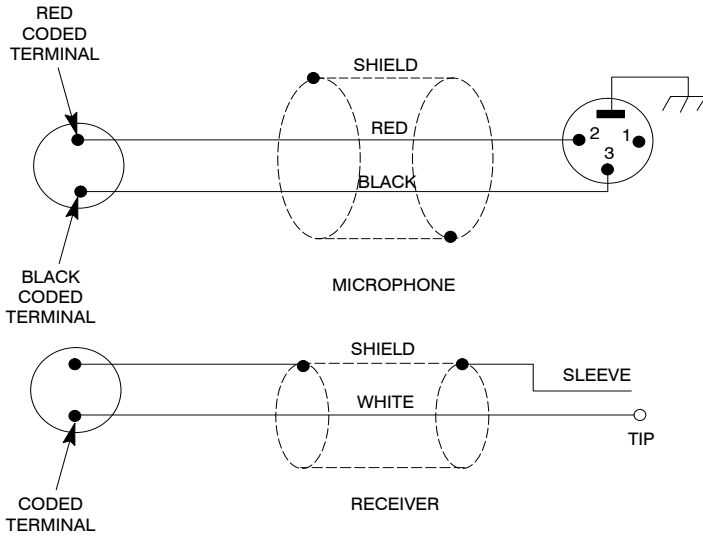 RED
CODED
TERMINAL
SHIELD
RED
2
1
3
BLACK
BLACK
CODED
TERMINAL
MICROPHONE
SHIELD
SLEEVE
WHITE
TIP
CODED
TERMINAL
RECEIVER